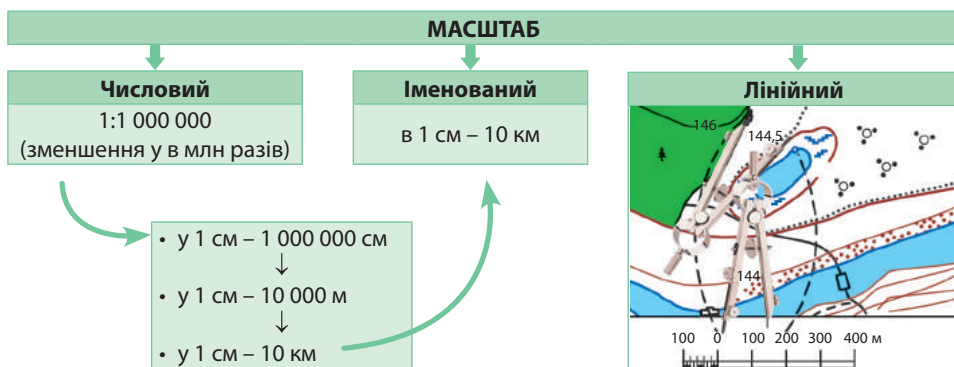 МАСШТАБ
Числовий
1:1 000 000
(зменшення у в млн разів)
Іменований
в 1 см – 10 км
Лінійний
146
144,5
144
100 0 100 200 300 400 м
• у 1 см – 1 000 000 см
↓
• у 1 см – 10 000 м
↓
• у 1 см – 10 км